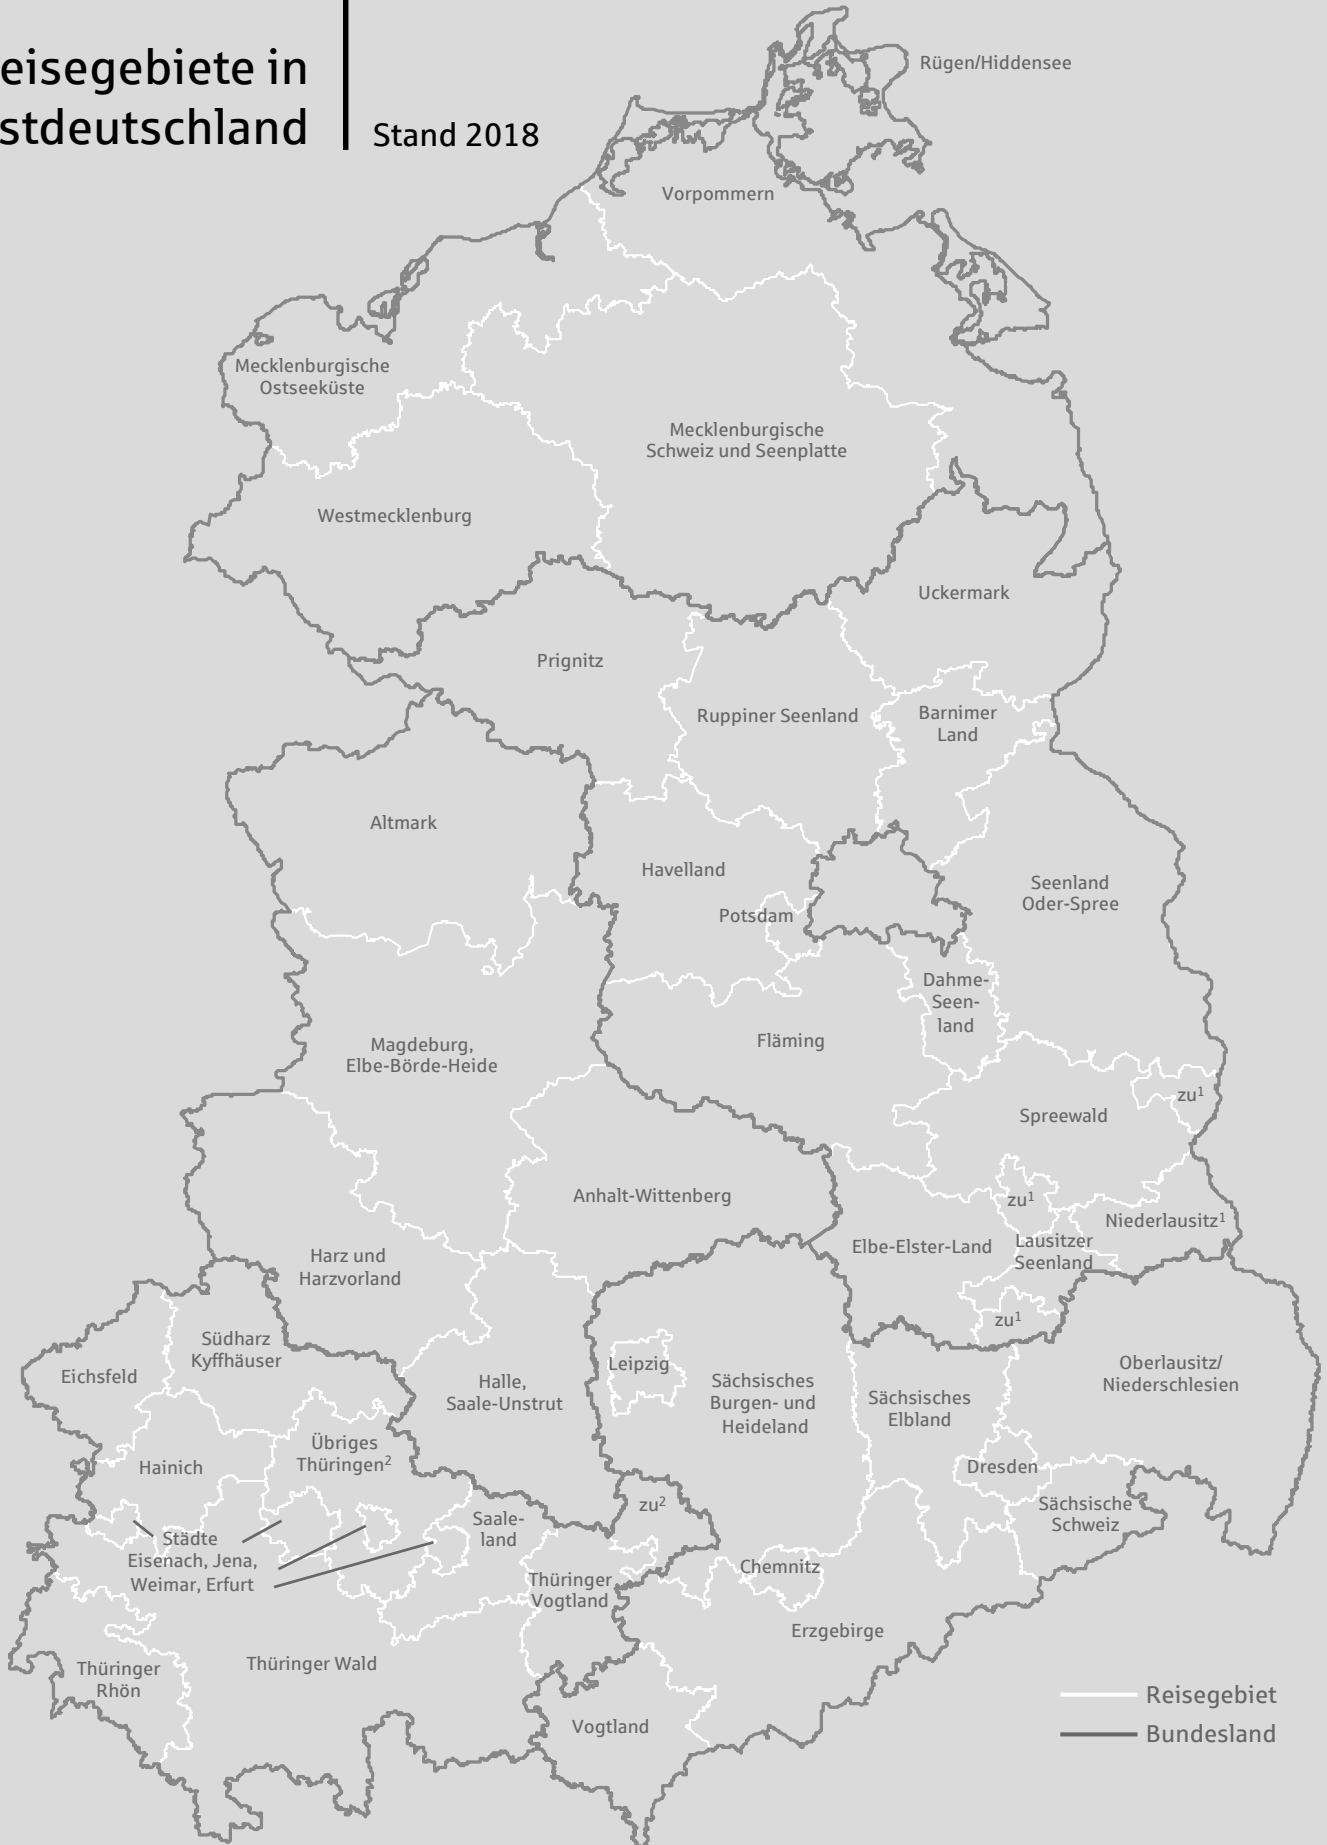 eisegebiete in
stdeutschland
Stand 2018
Rügen/Hiddensee
Vorpommern
Mecklenburgische
Ostseeküste
Mecklenburgische
Schweiz und Seenplatte
Westmecklenburg
Uckermark
Prignitz
Ruppiner Seenland
Barnimer
Land
Altmark
Havelland
Potsdam
Seenland
Oder-Spree
Dahme-
Seen-
land
Magdeburg,
Elbe-Börde-Heide
Fläming
zu¹
Spreewald
Anhalt-Wittenberg
zu¹
Niederlausitz¹
Elbe-Elster-Land
Lausitzer
Seenland
Harz und
Harzvorland
zu¹
Südharz
Kyffhäuser
Eichsfeld
Leipzig
Halle,
Saale-Unstrut
Sächsisches
Burgen- und
Heideland
Sächsisches
Elbland
Oberlausitz/
Niederschlesien
Übriges
Thüringen²
Hainich
Dresden
zu²
Sächsische
Schweiz
Saale-
land
Städte
Eisenach, Jena,
Weimar, Erfurt
Chemnitz
Thüringer
Vogtland
Erzgebirge
Thüringer Wald
Thüringer
Rhön
Vogtland
Reisegebiet
Bundesland